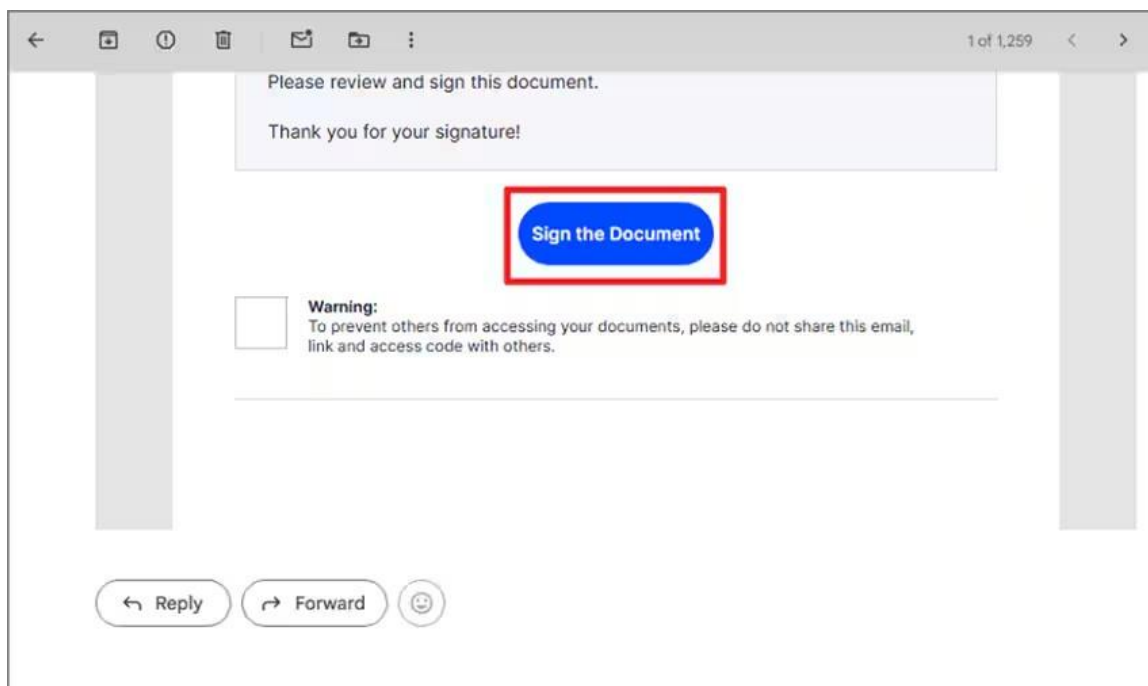 1 of 1,259
Please review and sign this document.
Thank you for your signature!
Sign the Document
Warning:
To prevent others from accessing your documents, please do not share this email,
link and access code with others.
Reply
Forward